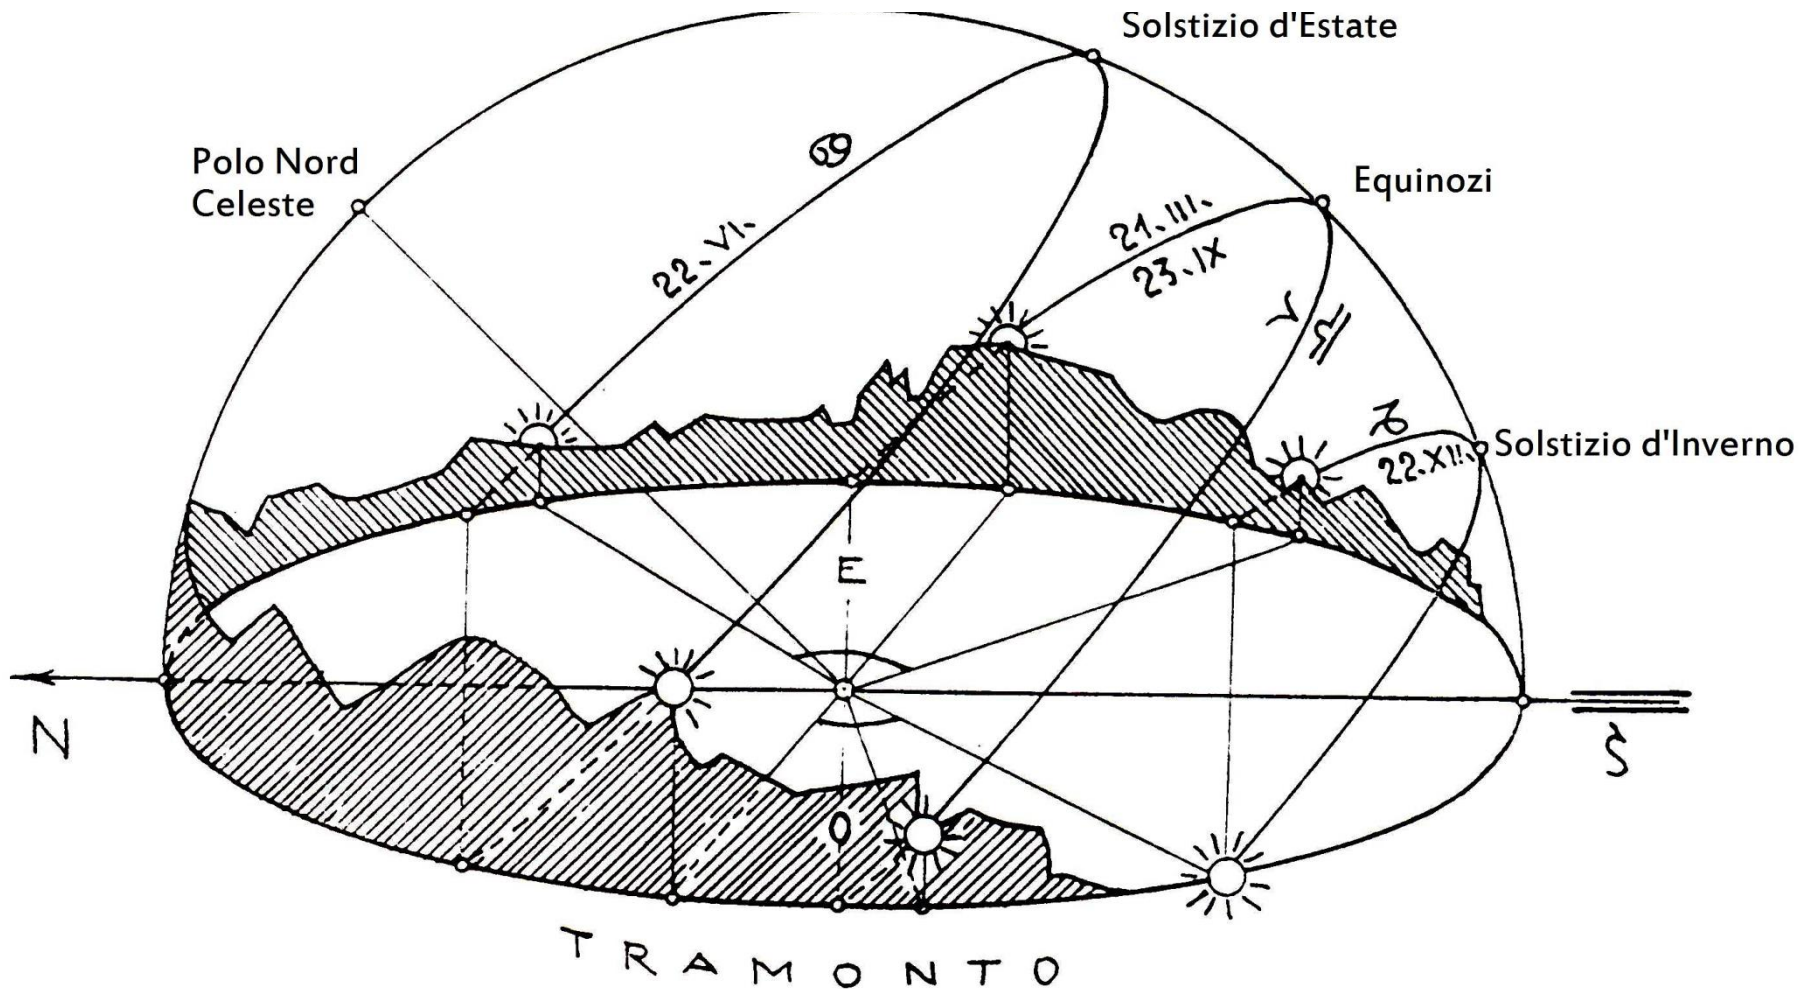 Solstizio d'Estate
Polo Nord
Celeste
Equinozi
♋
22. VI.
21. III.
23. IX
♈ ♎
♑
22. XII.
Solstizio d'Inverno
E
N
S
O
TRAMONTO